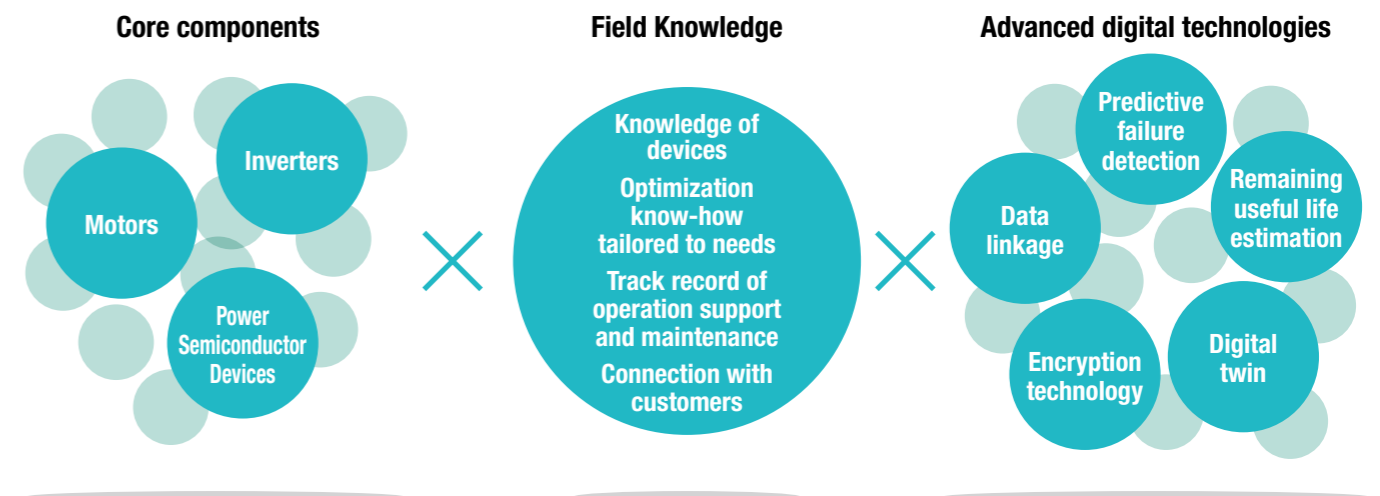 Core components
Inverters
Motors
Power
Semiconductor
Devices
Field Knowledge
Knowledge of
devices
Optimization
know-how
tailored to needs
Track record of
operation support
and maintenance
Connection with
customers
Advanced digital technologies
Predictive
failure
detection
Remaining
useful life
estimation
Data
linkage
Encryption
technology
Digital
twin